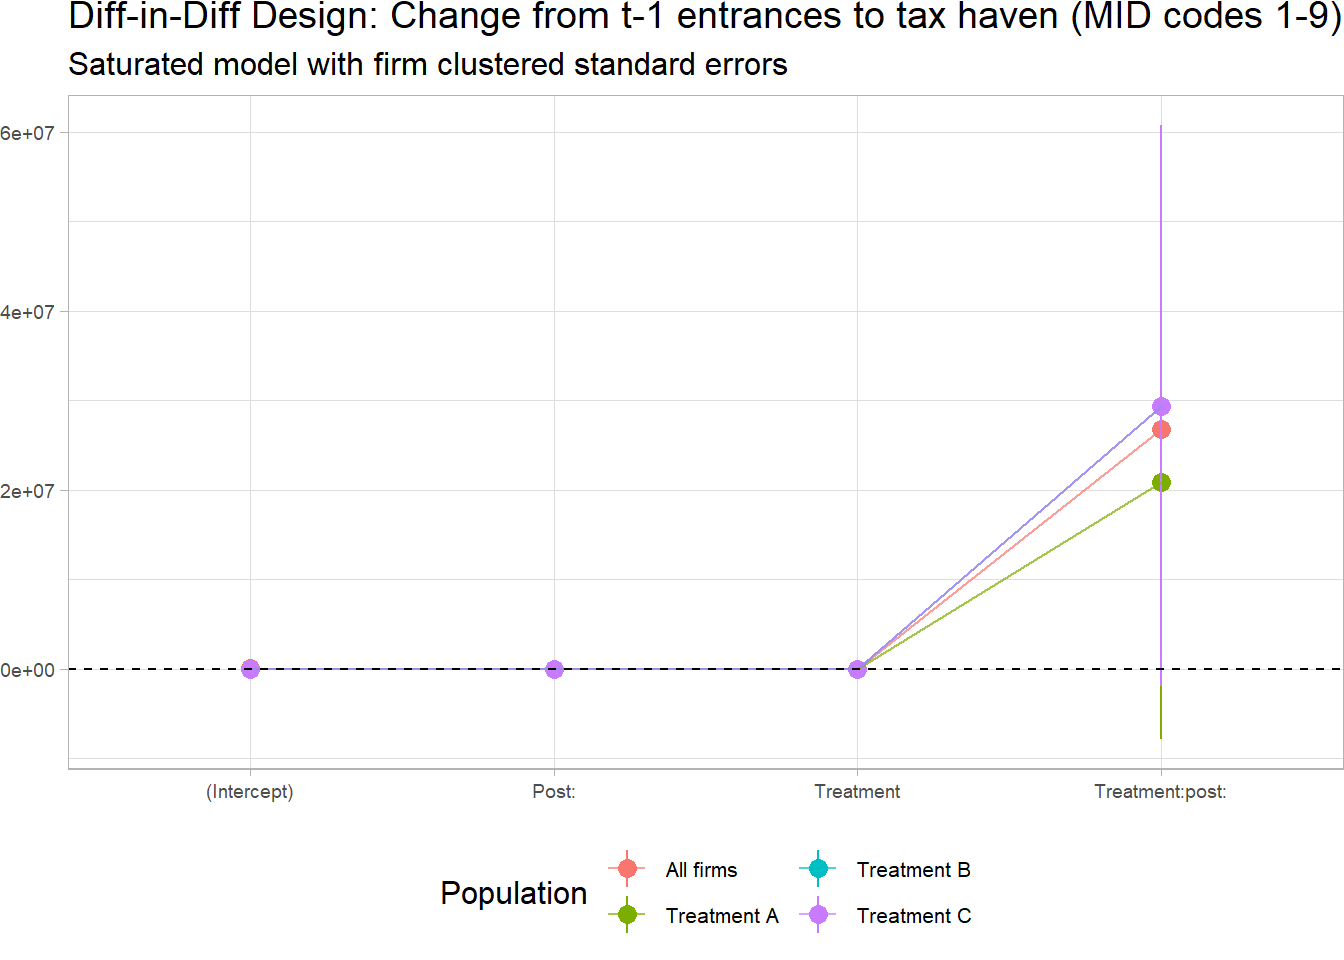 Diff-in-Diff Design: Change from t-1 entrances to tax haven (MID codes 1-9)
Saturated model with firm clustered standard errors
6e+07
4e+07
2e+07
0e+00
(Intercept)
Post:
Treatment
Treatment:post:
Population
All firms
Treatment B
Treatment A
Treatment C